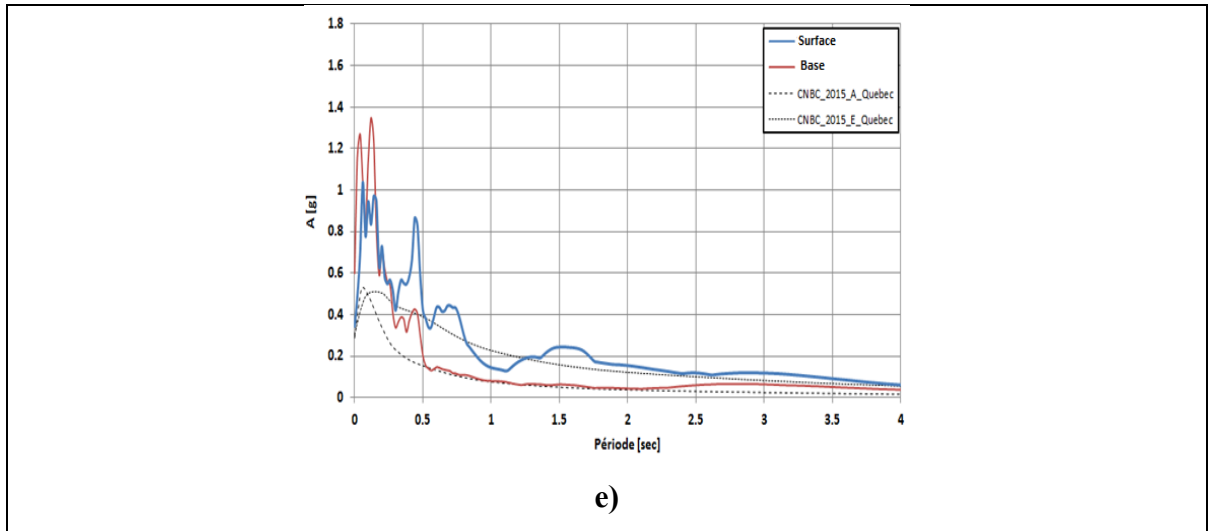 1.8
1.6
1.4
1.2
1
0.8
0.6
0.4
0.2
0
A [g]
Surface
Base
CNBC_2015_A_Quebec
CNBC_2015_E_Quebec
0 0.5 1 1.5 2 2.5 3 3.5 4
Période [sec]
e)